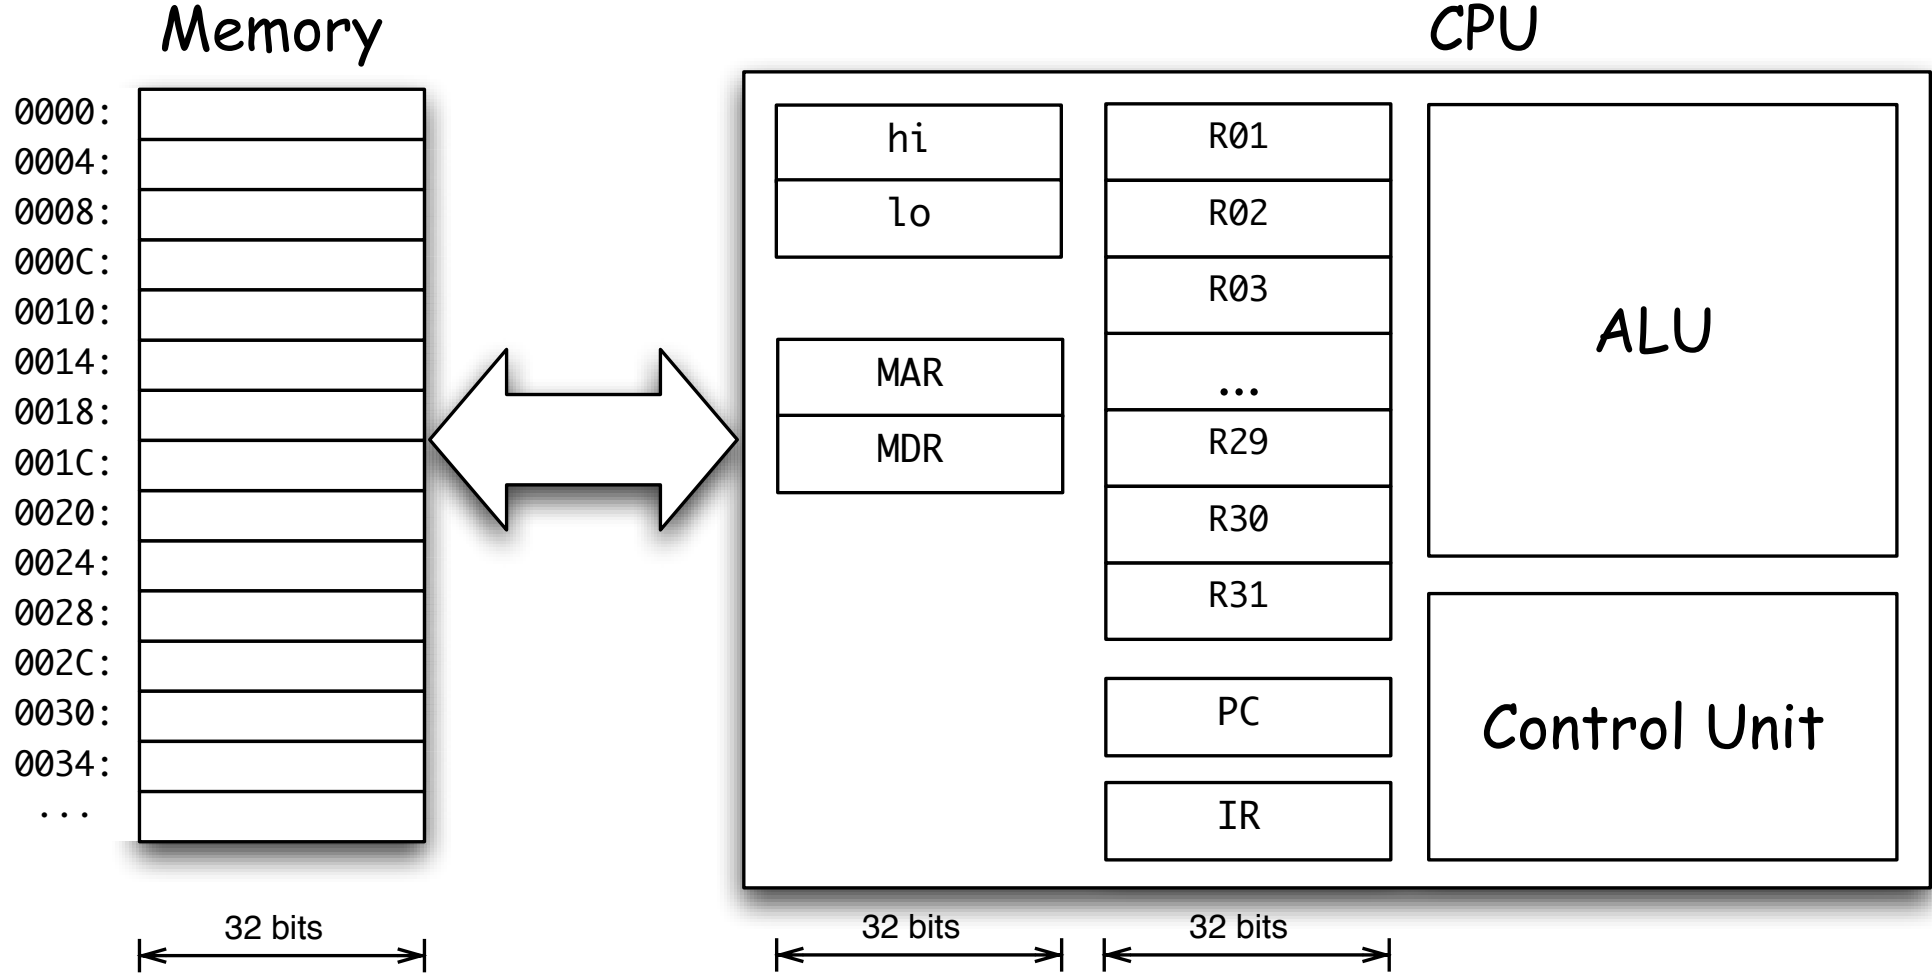 Memory
0000:
0004:
0008:
000C:
0010:
0014:
0018:
001C:
0020:
0024:
0028:
002C:
0030:
0034:
...
32 bits
CPU
hi
lo
MAR
MDR
32 bits
R01
R02
R03
...
R29
R30
R31
PC
IR
32 bits
ALU
Control Unit